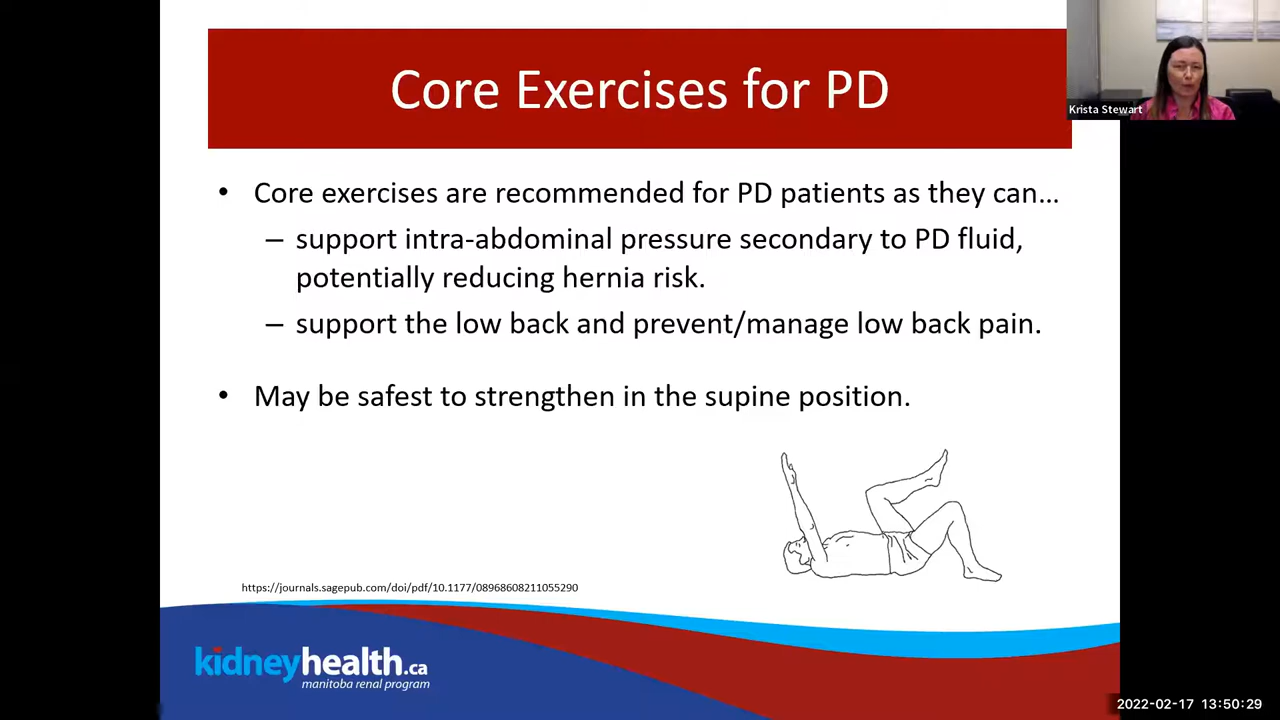 Core Exercises for PD
Krista Stewart
• Core exercises are recommended for PD patients as they can…
– support intra-abdominal pressure secondary to PD fluid,
potentially reducing hernia risk.
– support the low back and prevent/manage low back pain.
• May be safest to strengthen in the supine position.
https://journals.sagepub.com/doi/pdf/10.1177/08968608211055290
kidneyhealth.ca
manitoba renal program
2022-02-17 13:50:29